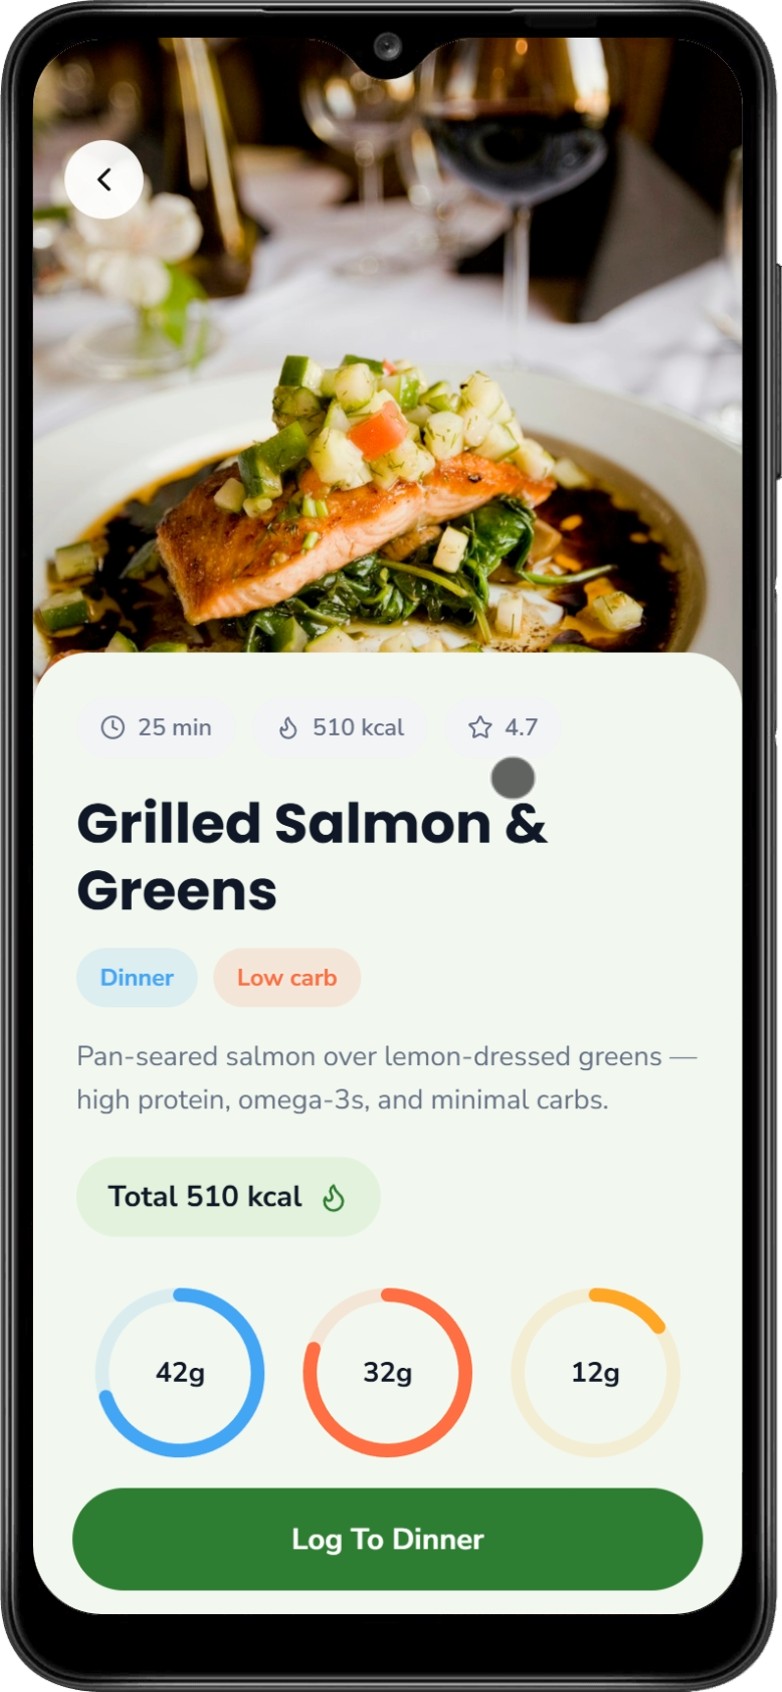 25 min
510 kcal
4.7
Grilled Salmon &
Greens
Dinner
Low carb
Pan-seared salmon over lemon-dressed greens —
high protein, omega-3s, and minimal carbs.
Total 510 kcal
42g
32g
12g
Log To Dinner